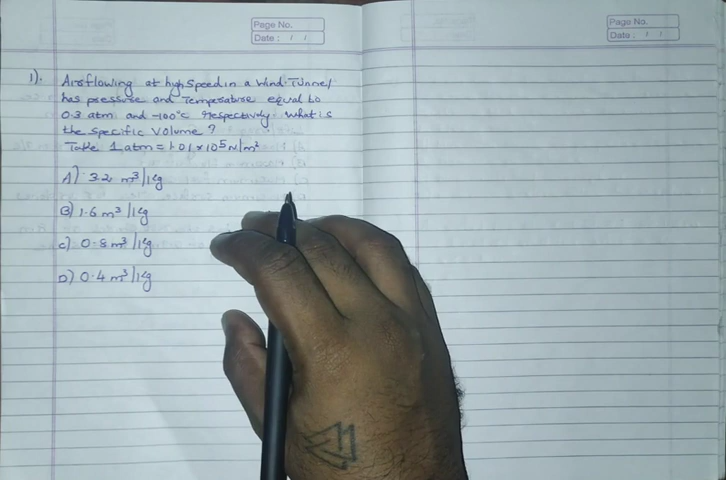 Page No.
Date : / /
Page No.
Date : / /
1). Air flowing at high speed in a wind Tunnel
has pressure and Temperature equal to
0.3 atm and -100°c respectively. What is
the specific Volume ?
Take 1 atm = 1.01 × 10⁵ N/m²
A) 3.2 m³/kg
B) 1.6 m³/kg
C) 0.8 m³/kg
D) 0.4 m³/kg